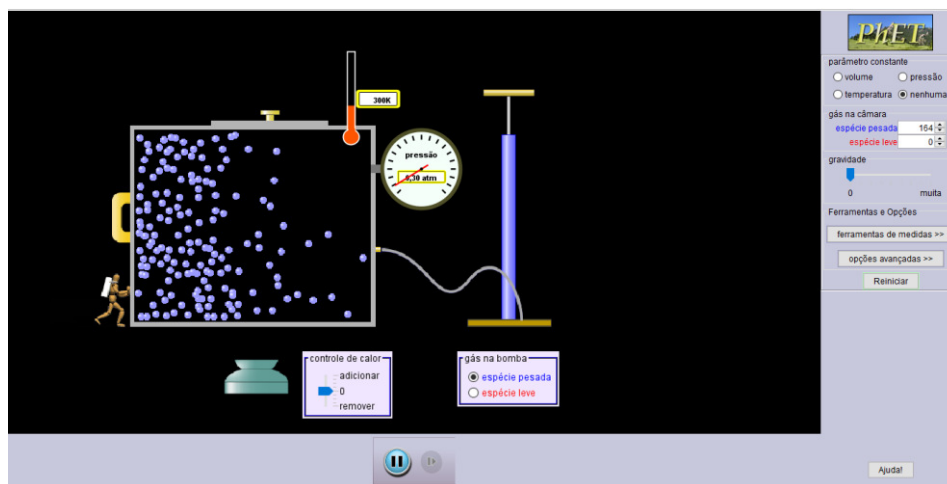 PhET
parâmetro constante
volume pressão
temperatura nenhuma
gás na câmara
espécie pesada 164
espécie leve 0
gravidade
0 muita
Ferramentas e Opções
ferramentas de medidas >>
opções avançadas >>
Reiniciar
300K
pressão
0,30 atm
controle de calor
adicionar
0
remover
gás na bomba
espécie pesada
espécie leve
Ajuda!